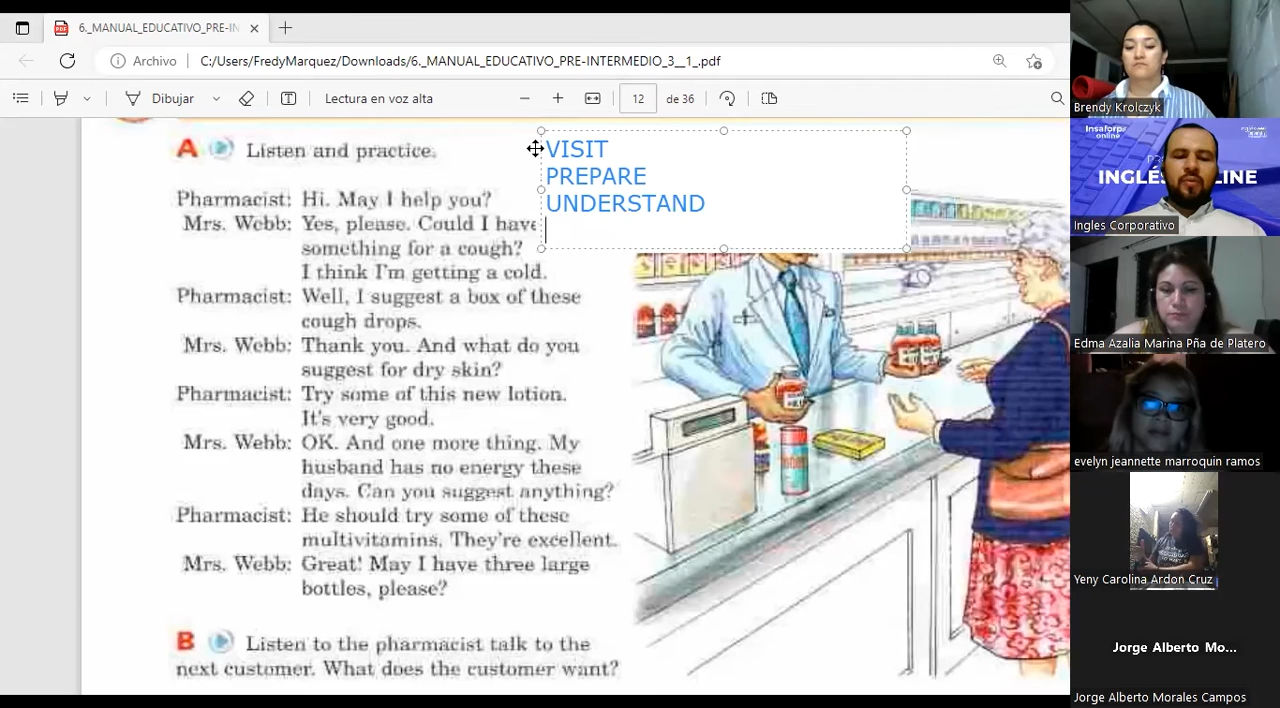 6._MANUAL_EDUCATIVO_PRE-IN
Archivo
C:/Users/FredyMarquez/Downloads/6._MANUAL_EDUCATIVO_PRE-INTERMEDIO_3__1_.pdf
Dibujar
Lectura en voz alta
12
de 36
A Listen and practice.
VISIT
PREPARE
UNDERSTAND
Pharmacist: Hi. May I help you?
Mrs. Webb: Yes, please. Could I have
something for a cough?
I think I'm getting a cold.
Pharmacist: Well, I suggest a box of these
cough drops.
Mrs. Webb: Thank you. And what do you
suggest for dry skin?
Pharmacist: Try some of this new lotion.
It's very good.
Mrs. Webb: OK. And one more thing. My
husband has no energy these
days. Can you suggest anything?
Pharmacist: He should try some of these
multivitamins. They're excellent.
Mrs. Webb: Great! May I have three large
bottles, please?
B Listen to the pharmacist talk to the
next customer. What does the customer want?
Brendy Krolczyk
Insaforp
online
INGLÉS ONLINE
Ingles Corporativo
Edma Azalia Marina Pña de Platero
evelyn jeannette marroquin ramos
Yeny Carolina Ardon Cruz
Jorge Alberto Mo...
Jorge Alberto Morales Campos